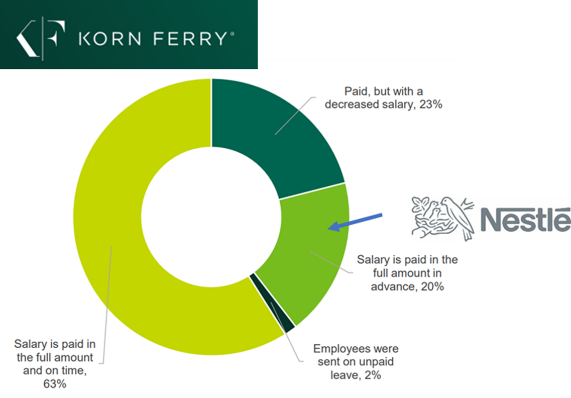 KORN FERRY®
Paid, but with a
decreased salary, 23%
Nestlé
Salary is paid in the
full amount in
advance, 20%
Employees were
sent on unpaid
leave, 2%
Salary is paid in
the full amount
and on time,
63%